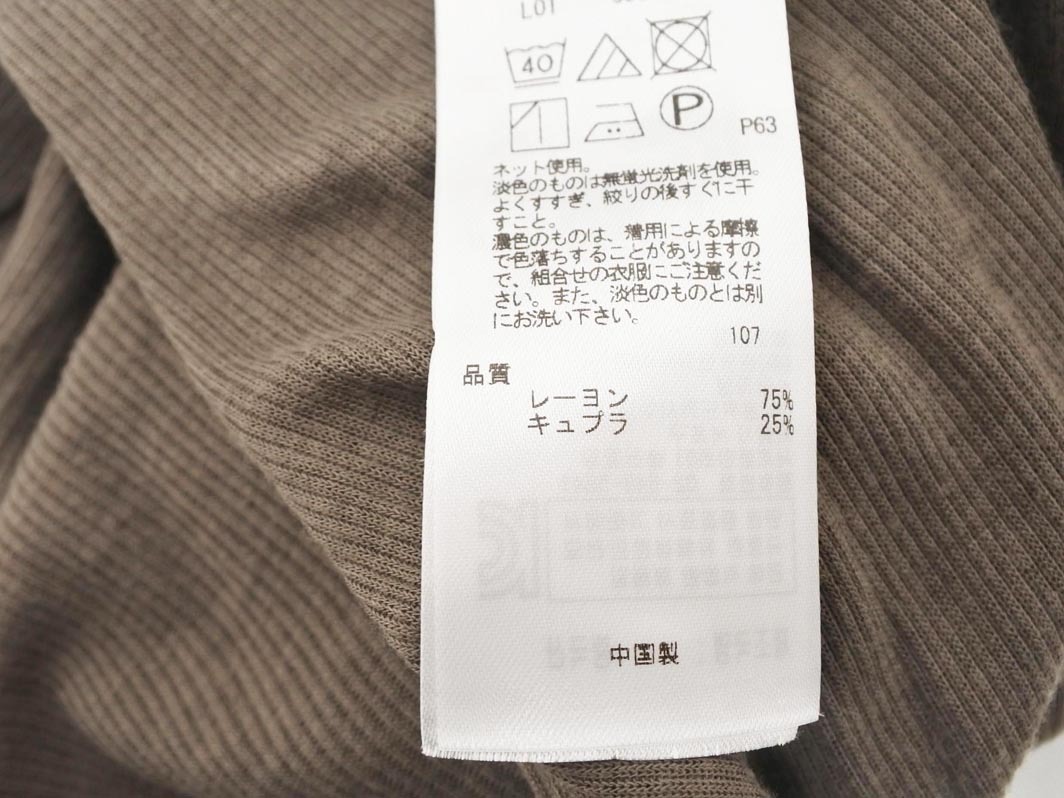 L01
40
P
P63
ネット使用。
淡色のものは無蛍光洗剤を使用。
よくすすぎ、絞りの後すぐに干
すこと。
濃色のものは、着用による摩擦
で色落ちすることがありますの
で、組合せの衣服にご注意くだ
さい。また、淡色のものとは別
にお洗い下さい。
107
品質
レーヨン 75%
キュプラ 25%
中国製